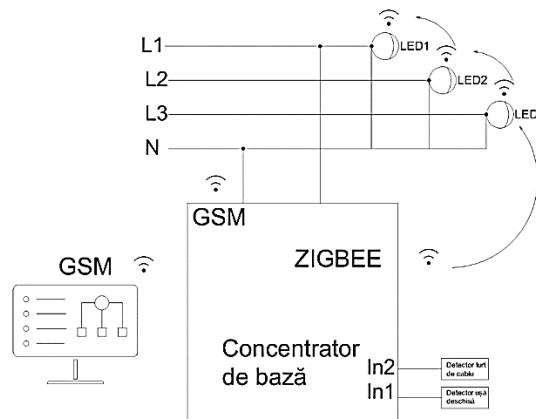 L1
LED1
L2
LED2
L3
LED
N
GSM
ZIGBEE
GSM
Concentrator
de bază
In2
Detector furt
de cablu
In1
Detector ușă
deschisă